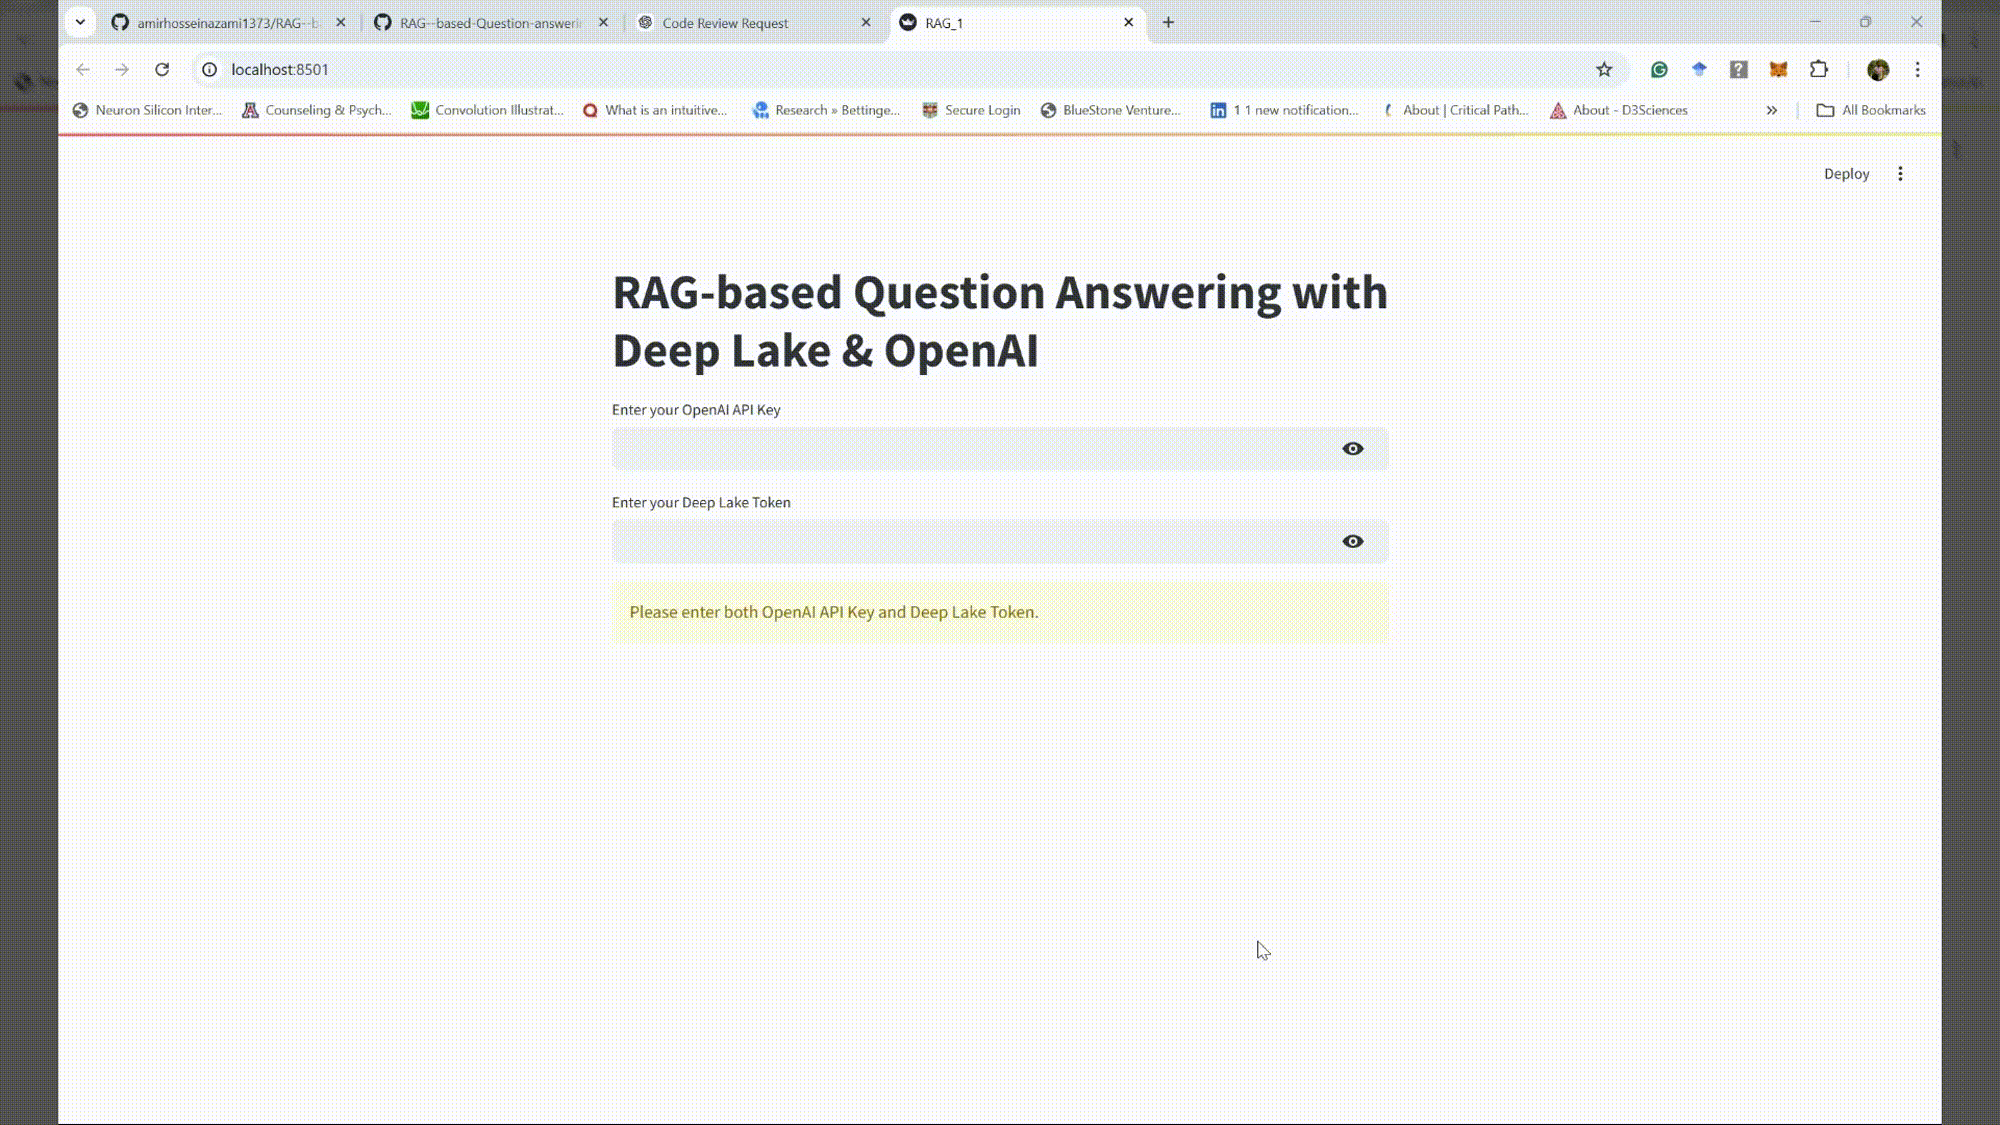 amirhosseinazami1373/RAG--b
RAG--based-Question-answeri
Code Review Request
RAG_1
localhost:8501
Neuron Silicon Inter...
Counseling & Psych...
Convolution Illustrat...
What is an intuitive...
Research » Bettinge...
Secure Login
BlueStone Venture...
1 1 new notification...
About | Critical Path...
About - D3Sciences
All Bookmarks
Deploy
RAG-based Question Answering with
Deep Lake & OpenAI
Enter your OpenAI API Key
Enter your Deep Lake Token
Please enter both OpenAI API Key and Deep Lake Token.